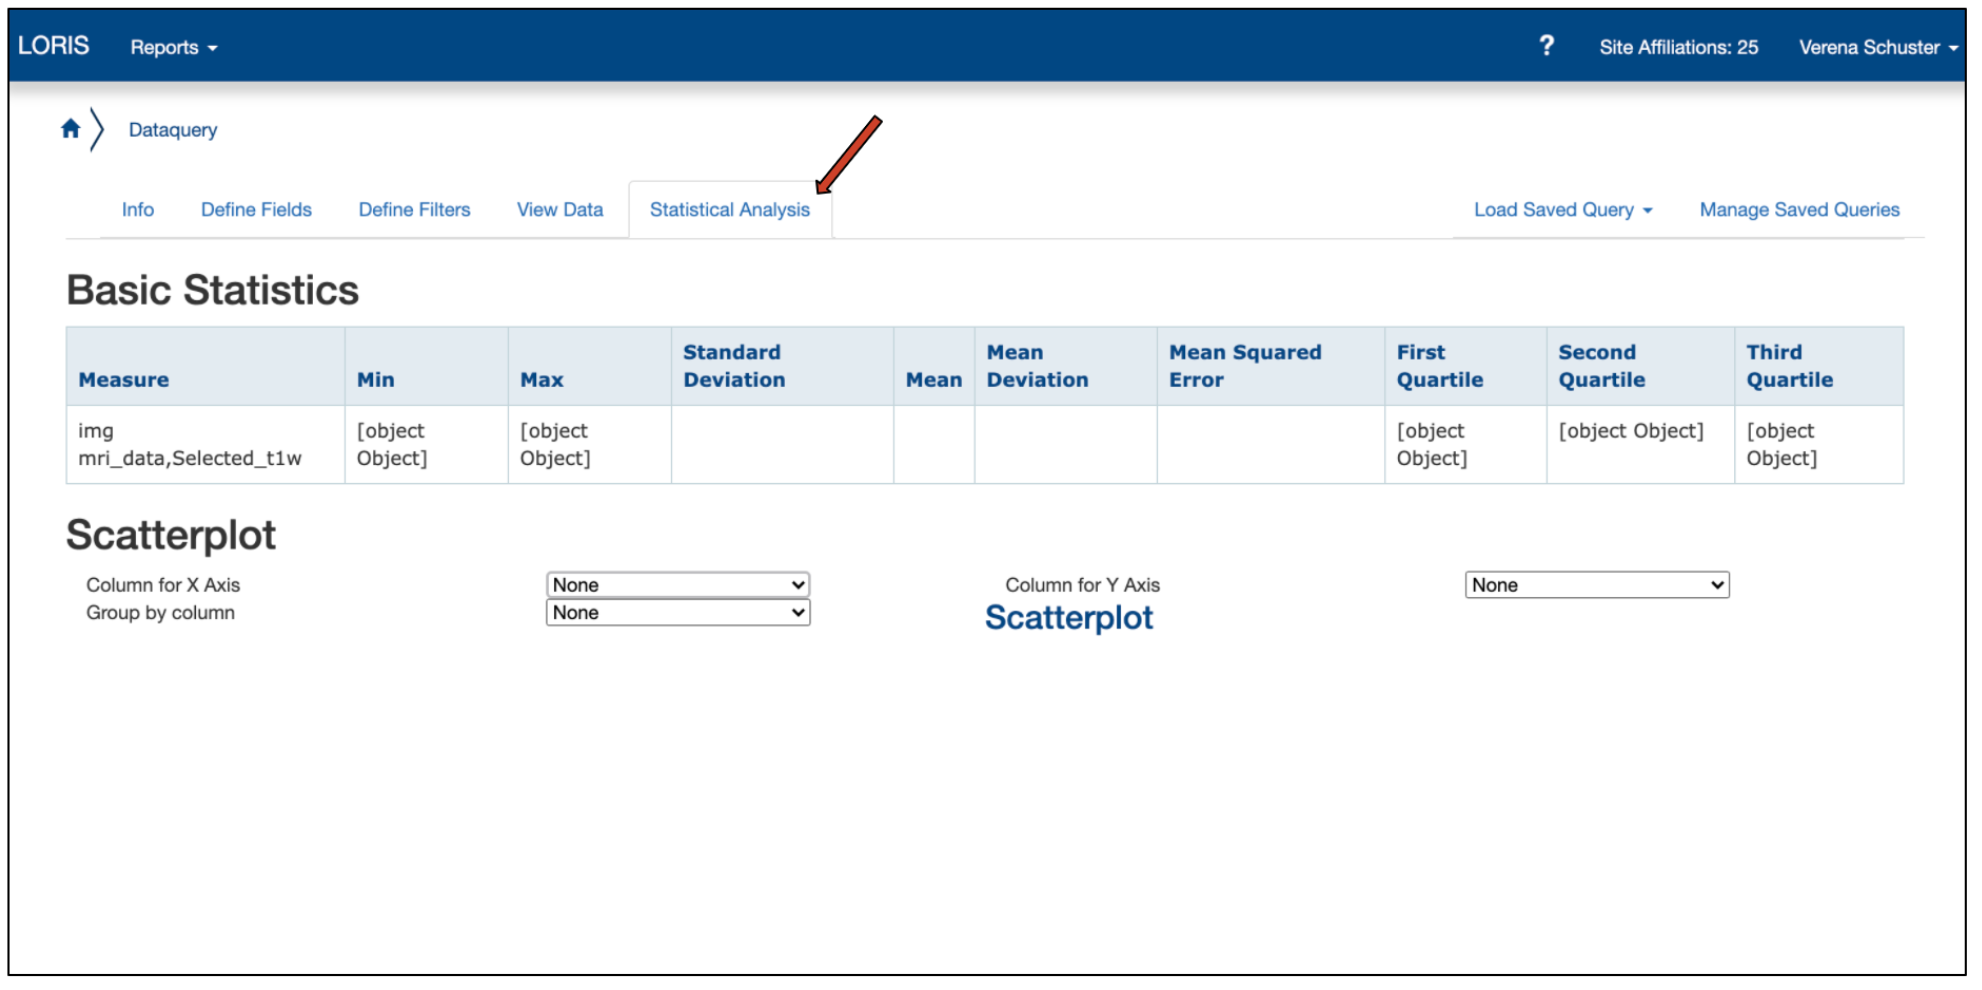 LORIS Reports ? Site Affiliations: 25 Verena Schuster
Dataquery
Info Define Fields Define Filters View Data Statistical Analysis Load Saved Query Manage Saved Queries
Basic Statistics
Measure Min Max Standard Deviation Mean Mean Deviation Mean Squared Error First Quartile Second Quartile Third Quartile
img mri_data,Selected_t1w [object Object] [object Object] [object Object] [object Object] [object Object]
Scatterplot
Column for X Axis None Column for Y Axis None
Group by column None
Scatterplot